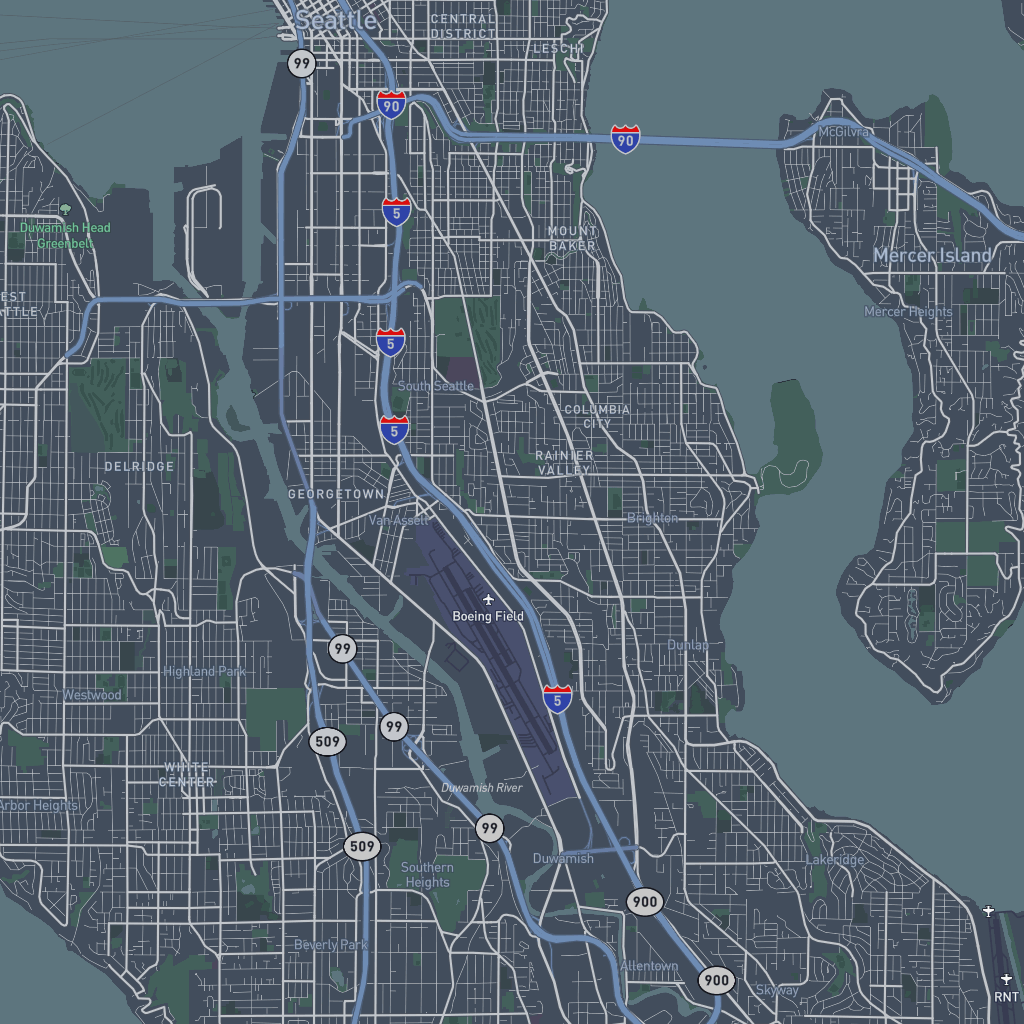 Seattle
CENTRAL
DISTRICT
LESCHI
99
90
90
McGilvra
5
Duwamish Head
Greenbelt
MOUNT
BAKER
Mercer Island
EST
ATTLE
Mercer Heights
5
South Seattle
COLUMBIA
CITY
5
RAINIER
VALLEY
DELRIDGE
GEORGETOWN
Van Asselt
Brighton
Boeing Field
99
Dunlap
Highland Park
Westwood
5
99
509
WHITE
CENTER
Duwamish River
Arbor Heights
99
509
Duwamish
Lakeridge
Southern
Heights
900
Beverly Park
Allentown
900
Skyway
RNT